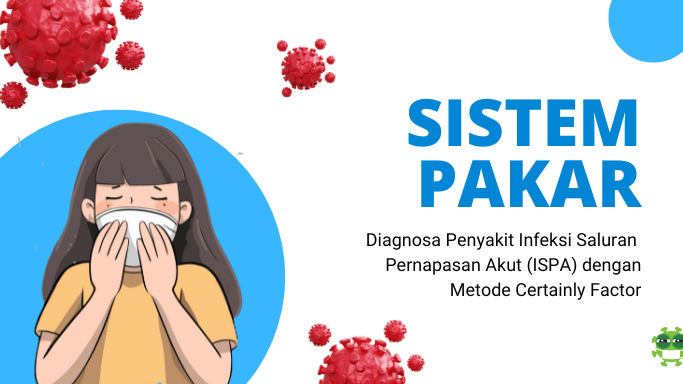 SISTEM
PAKAR
Diagnosa Penyakit Infeksi Saluran
Pernapasan Akut (ISPA) dengan
Metode Certainly Factor